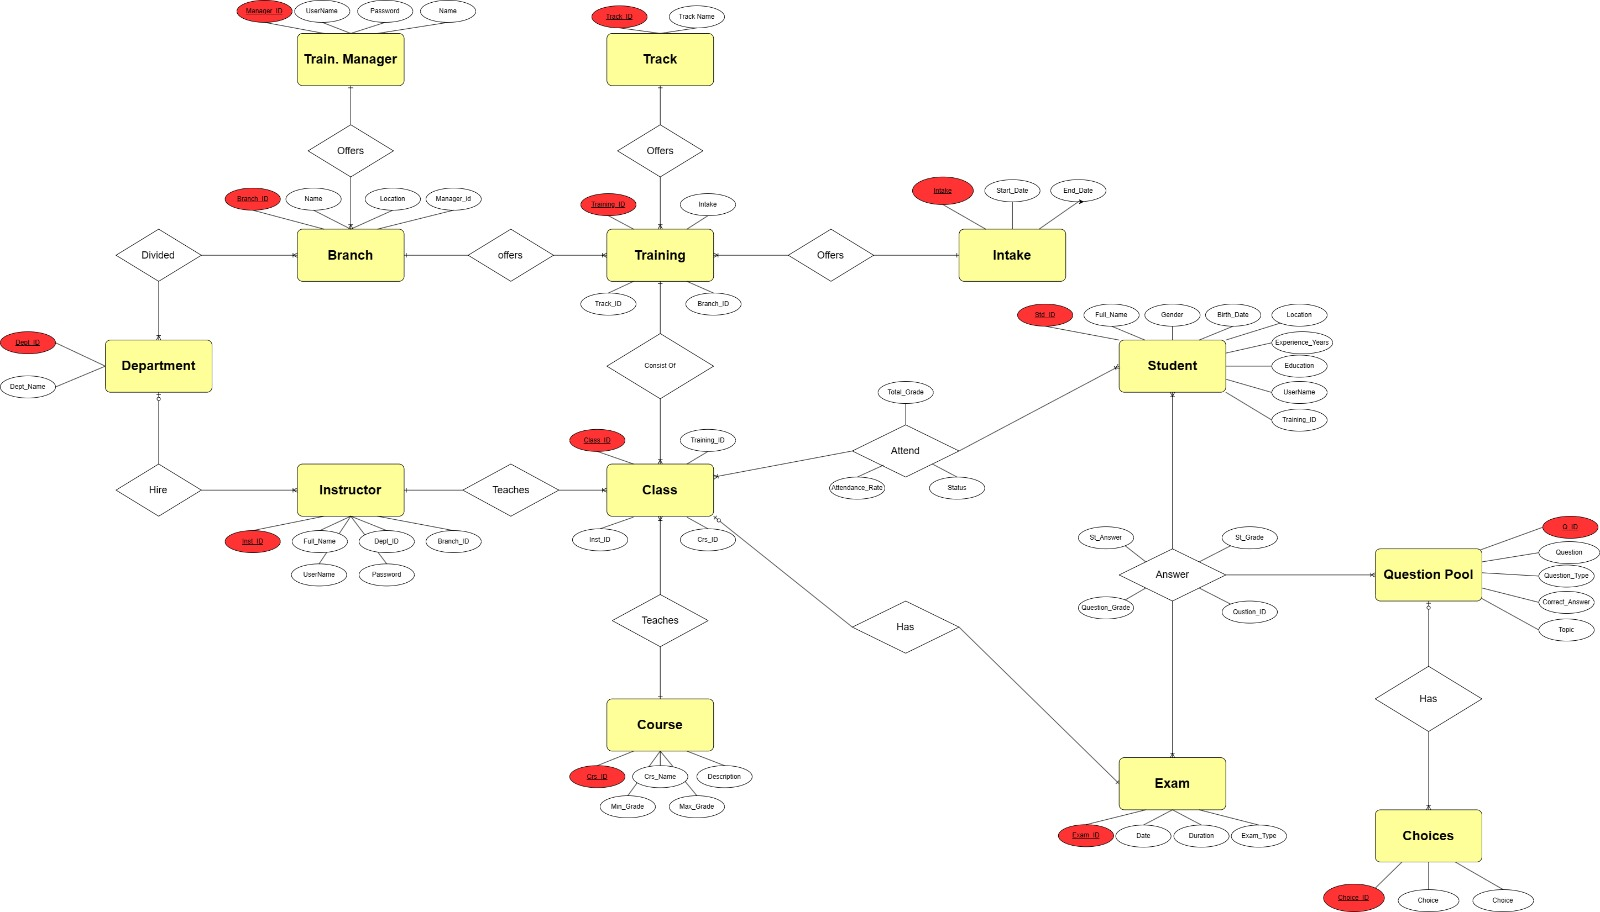 Manager_ID
UserName
Password
Name
Track_ID
Track Name
Train. Manager
Track
Offers
Offers
Branch_ID
Name
Location
Manager_id
Training_ID
Intake
Intake
Start_Date
End_Date
Divided
Branch
offers
Training
Offers
Intake
Track_ID
Branch_ID
Std_ID
Full_Name
Gender
Birth_Date
Location
Dept_ID
Experience_Years
Department
Consist Of
Student
Education
Dept_Name
Total_Grade
UserName
Training_ID
Class_ID
Training_ID
Attend
Hire
Instructor
Teaches
Class
Attendance_Rate
Status
Inst_ID
Full_Name
Dept_ID
Branch_ID
Inst_ID
Crs_ID
St_Answer
St_Grade
Q_ID
Question
UserName
Password
Answer
Question Pool
Question_Type
Question_Grade
Qustion_ID
Correct_Answer
Teaches
Has
Topic
Has
Course
Crs_ID
Crs_Name
Description
Exam
Min_Grade
Max_Grade
Exam_ID
Date
Duration
Exam_Type
Choices
Choice_ID
Choice
Choice